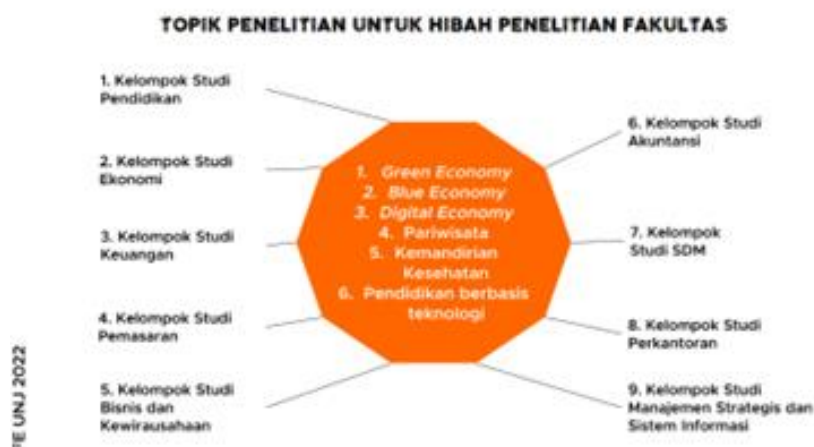 TOPIK PENELITIAN UNTUK HIBAH PENELITIAN FAKULTAS
1. Kelompok Studi
Pendidikan
2. Kelompok Studi
Ekonomi
3. Kelompok Studi
Keuangan
4. Kelompok Studi
Pemasaran
5. Kelompok Studi
Bisnis dan
Kewirausahaan
1. Green Economy
2. Blue Economy
3. Digital Economy
4. Pariwisata
5. Kemandirian
Kesehatan
6. Pendidikan berbasis
teknologi
6. Kelompok Studi
Akuntansi
7. Kelompok
Studi SDM
8. Kelompok Studi
Perkantoran
9. Kelompok Studi
Manajemen Strategis dan
Sistem Informasi
FE UNJ 2022